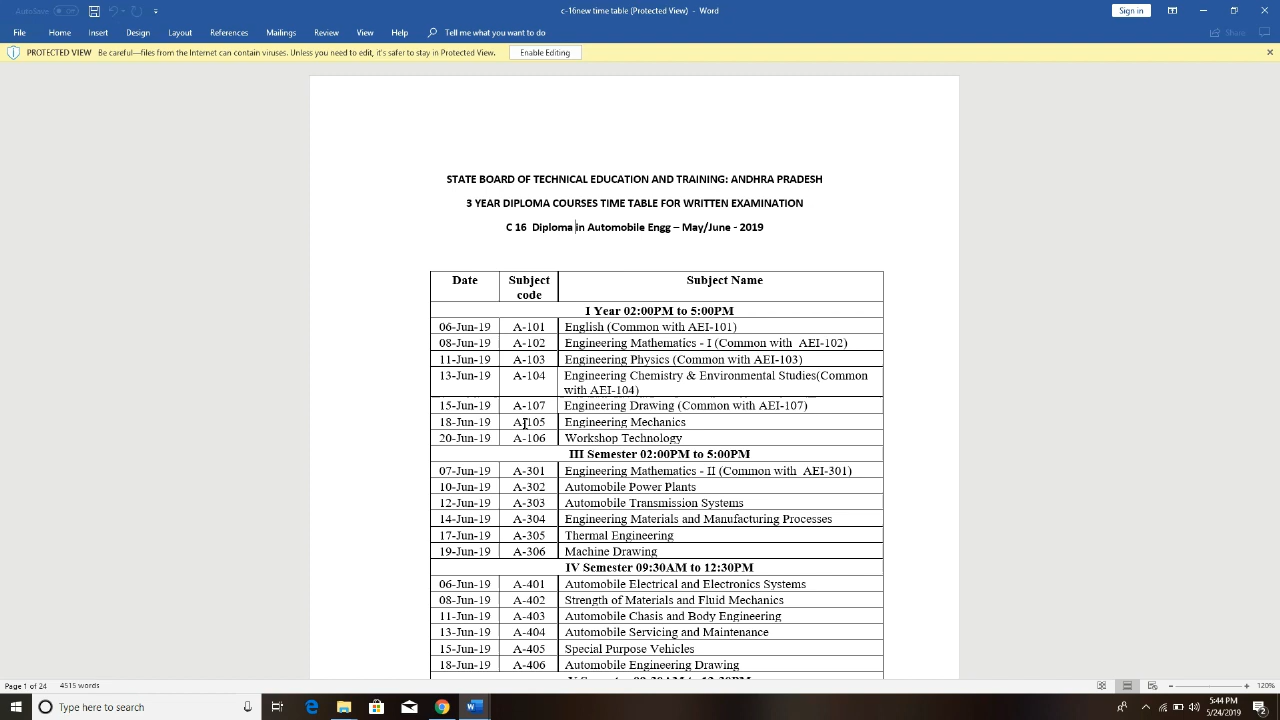 AutoSave Off
c-16new time table (Protected View) - Word
Sign in
File Home Insert Design Layout References Mailings Review View Help Tell me what you want to do Share
PROTECTED VIEW Be careful—files from the Internet can contain viruses. Unless you need to edit, it's safer to stay in Protected View. Enable Editing
STATE BOARD OF TECHNICAL EDUCATION AND TRAINING: ANDHRA PRADESH
3 YEAR DIPLOMA COURSES TIME TABLE FOR WRITTEN EXAMINATION
C 16 Diploma in Automobile Engg – May/June - 2019
Date Subject code Subject Name
I Year 02:00PM to 5:00PM
06-Jun-19 A-101 English (Common with AEI-101)
08-Jun-19 A-102 Engineering Mathematics - I (Common with AEI-102)
11-Jun-19 A-103 Engineering Physics (Common with AEI-103)
13-Jun-19 A-104 Engineering Chemistry & Environmental Studies(Common
with AEI-104)
15-Jun-19 A-107 Engineering Drawing (Common with AEI-107)
18-Jun-19 A-105 Engineering Mechanics
20-Jun-19 A-106 Workshop Technology
III Semester 02:00PM to 5:00PM
07-Jun-19 A-301 Engineering Mathematics - II (Common with AEI-301)
10-Jun-19 A-302 Automobile Power Plants
12-Jun-19 A-303 Automobile Transmission Systems
14-Jun-19 A-304 Engineering Materials and Manufacturing Processes
17-Jun-19 A-305 Thermal Engineering
19-Jun-19 A-306 Machine Drawing
IV Semester 09:30AM to 12:30PM
06-Jun-19 A-401 Automobile Electrical and Electronics Systems
08-Jun-19 A-402 Strength of Materials and Fluid Mechanics
11-Jun-19 A-403 Automobile Chasis and Body Engineering
13-Jun-19 A-404 Automobile Servicing and Maintenance
15-Jun-19 A-405 Special Purpose Vehicles
18-Jun-19 A-406 Automobile Engineering Drawing
V Semester 09:30AM to 12:30PM
Page 1 of 24 4515 words 120%
Type here to search
5:44 PM
5/24/2019
2